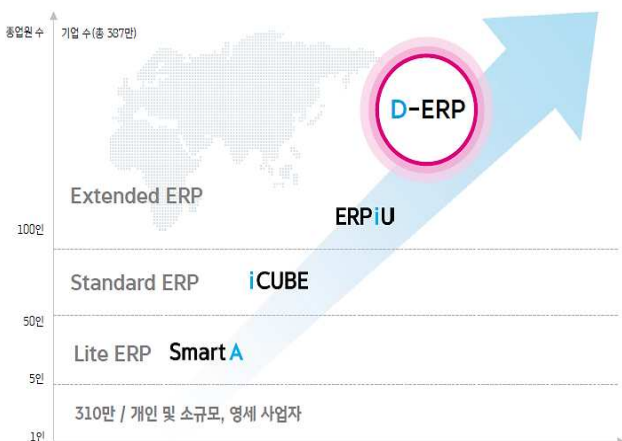 종업원 수
기업 수(총 387만)
D-ERP
Extended ERP
ERPiU
100인
Standard ERP
iCUBE
50인
Lite ERP
Smart A
5인
310만 / 개인 및 소규모, 영세 사업자
1인